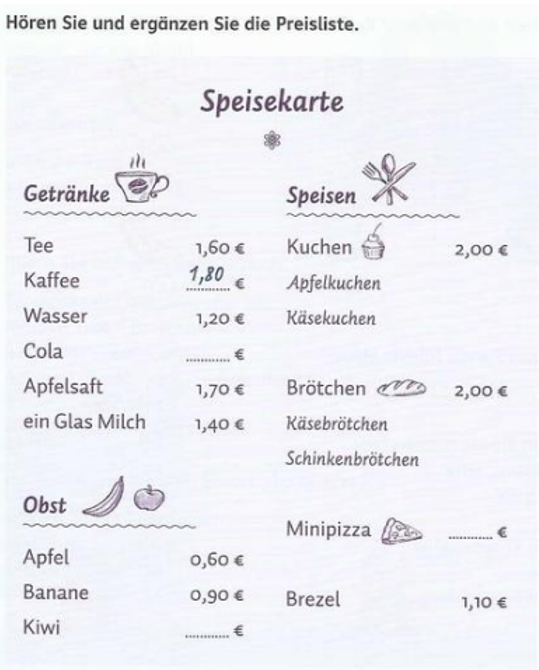 Hören Sie und ergänzen Sie die Preisliste.
Speisekarte
Getränke
Tee 1,60 €
Kaffee 1,80 €
Wasser 1,20 €
Cola ............ €
Apfelsaft 1,70 €
ein Glas Milch 1,40 €
Obst
Apfel 0,60 €
Banane 0,90 €
Kiwi ............ €
Speisen
Kuchen 2,00 €
Apfelkuchen
Käsekuchen
Brötchen 2,00 €
Käsebrötchen
Schinkenbrötchen
Minipizza ............ €
Brezel 1,10 €